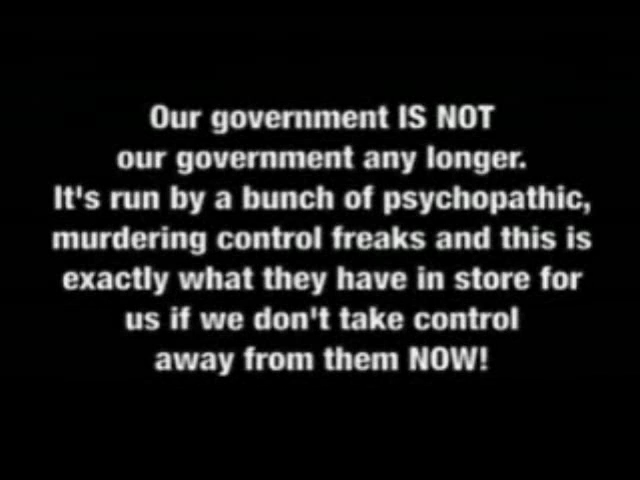 Our government IS NOT
our government any longer.
It's run by a bunch of psychopathic,
murdering control freaks and this is
exactly what they have in store for
us if we don't take control
away from them NOW!